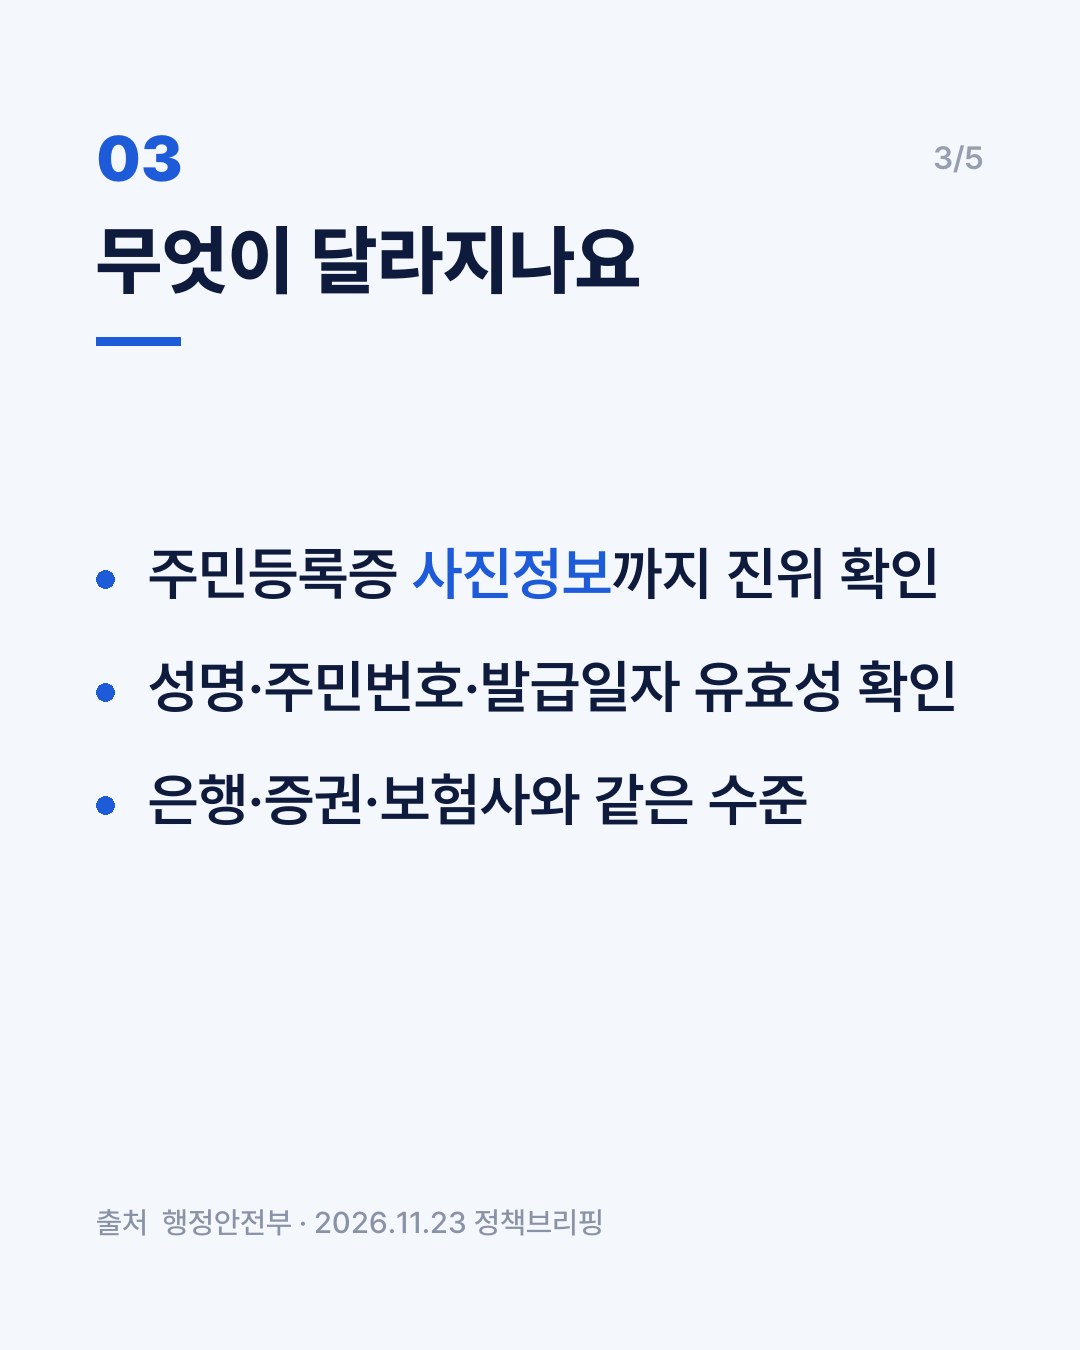 03
3/5
무엇이 달라지나요
주민등록증 사진정보까지 진위 확인
성명·주민번호·발급일자 유효성 확인
은행·증권·보험사와 같은 수준
출처 행정안전부 · 2026.11.23 정책브리핑